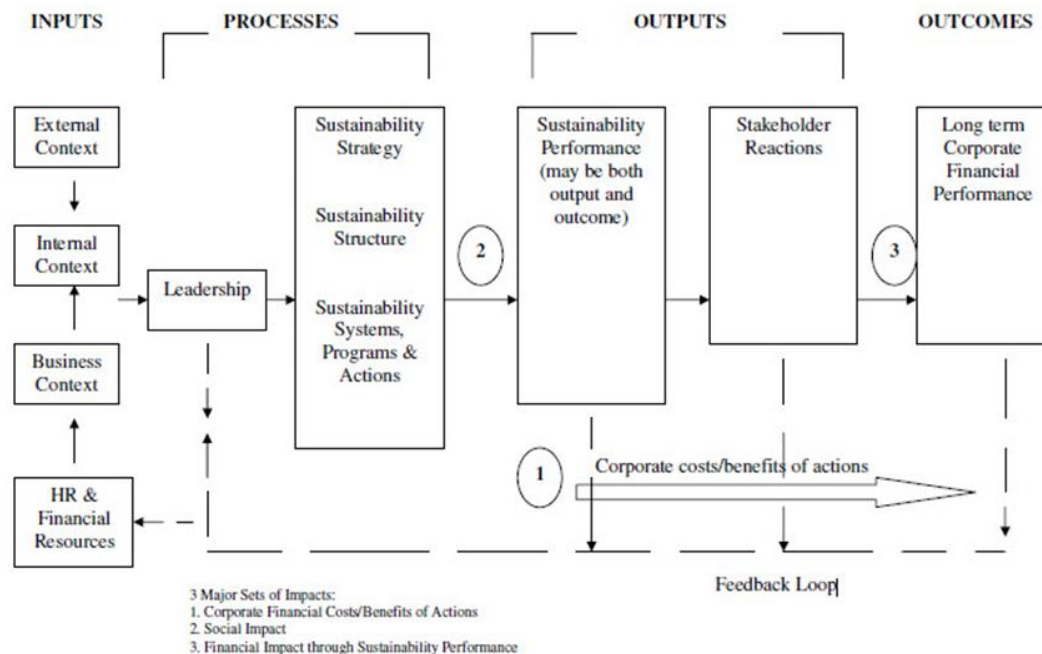 INPUTS
PROCESSES
OUTPUTS
OUTCOMES
External
Context
Internal
Context
Business
Context
HR &
Financial
Resources
Leadership
Sustainability
Strategy
Sustainability
Structure
Sustainability
Systems,
Programs &
Actions
2
Sustainability
Performance
(may be both
output and
outcome)
Stakeholder
Reactions
3
Long term
Corporate
Financial
Performance
1
Corporate costs/benefits of actions
Feedback Loop
3 Major Sets of Impacts:
1. Corporate Financial Costs/Benefits of Actions
2. Social Impact
3. Financial Impact through Sustainability Performance